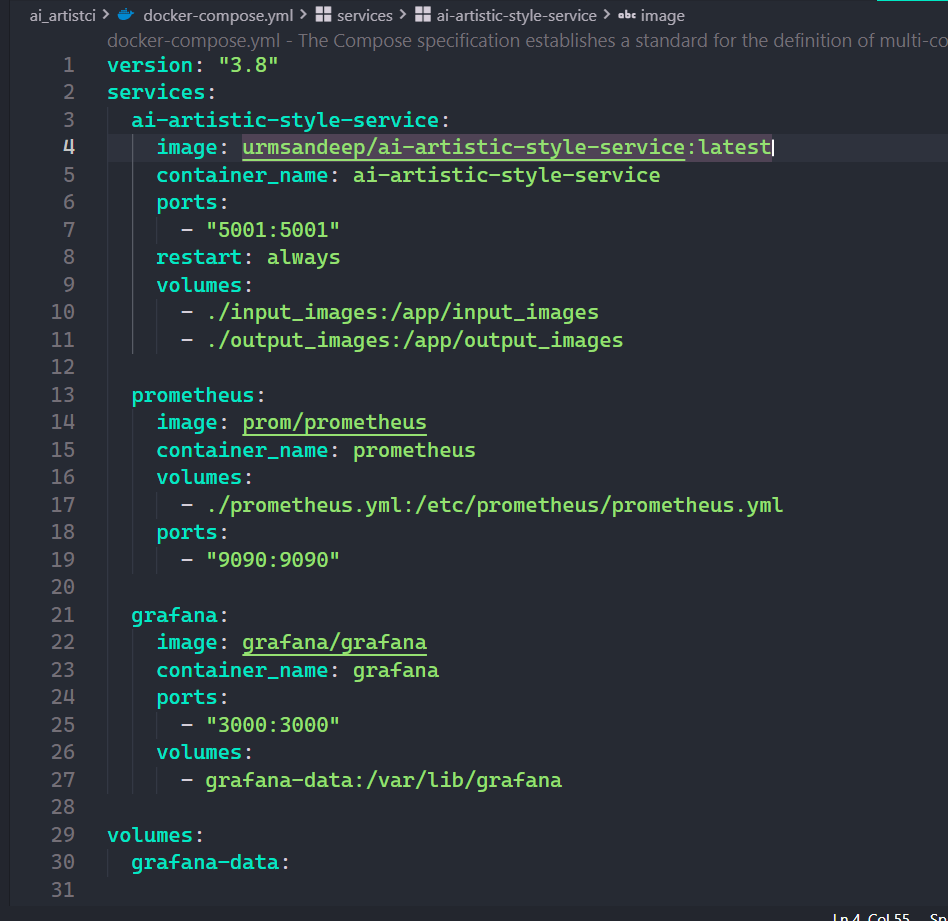 ai_artistci > docker-compose.yml > services > ai-artistic-style-service > abc image
docker-compose.yml - The Compose specification establishes a standard for the definition of multi-co
1 version: "3.8"
2 services:
3   ai-artistic-style-service:
4     image: urmsandeep/ai-artistic-style-service:latest
5     container_name: ai-artistic-style-service
6     ports:
7       - "5001:5001"
8     restart: always
9     volumes:
10       - ./input_images:/app/input_images
11       - ./output_images:/app/output_images
12
13   prometheus:
14     image: prom/prometheus
15     container_name: prometheus
16     volumes:
17       - ./prometheus.yml:/etc/prometheus/prometheus.yml
18     ports:
19       - "9090:9090"
20
21   grafana:
22     image: grafana/grafana
23     container_name: grafana
24     ports:
25       - "3000:3000"
26     volumes:
27       - grafana-data:/var/lib/grafana
28
29 volumes:
30   grafana-data:
31
Ln 4, Col 55 Sp